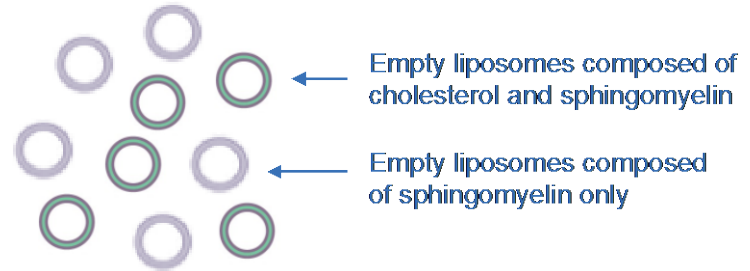 Empty liposomes composed of
cholesterol and sphingomyelin
Empty liposomes composed
of sphingomyelin only